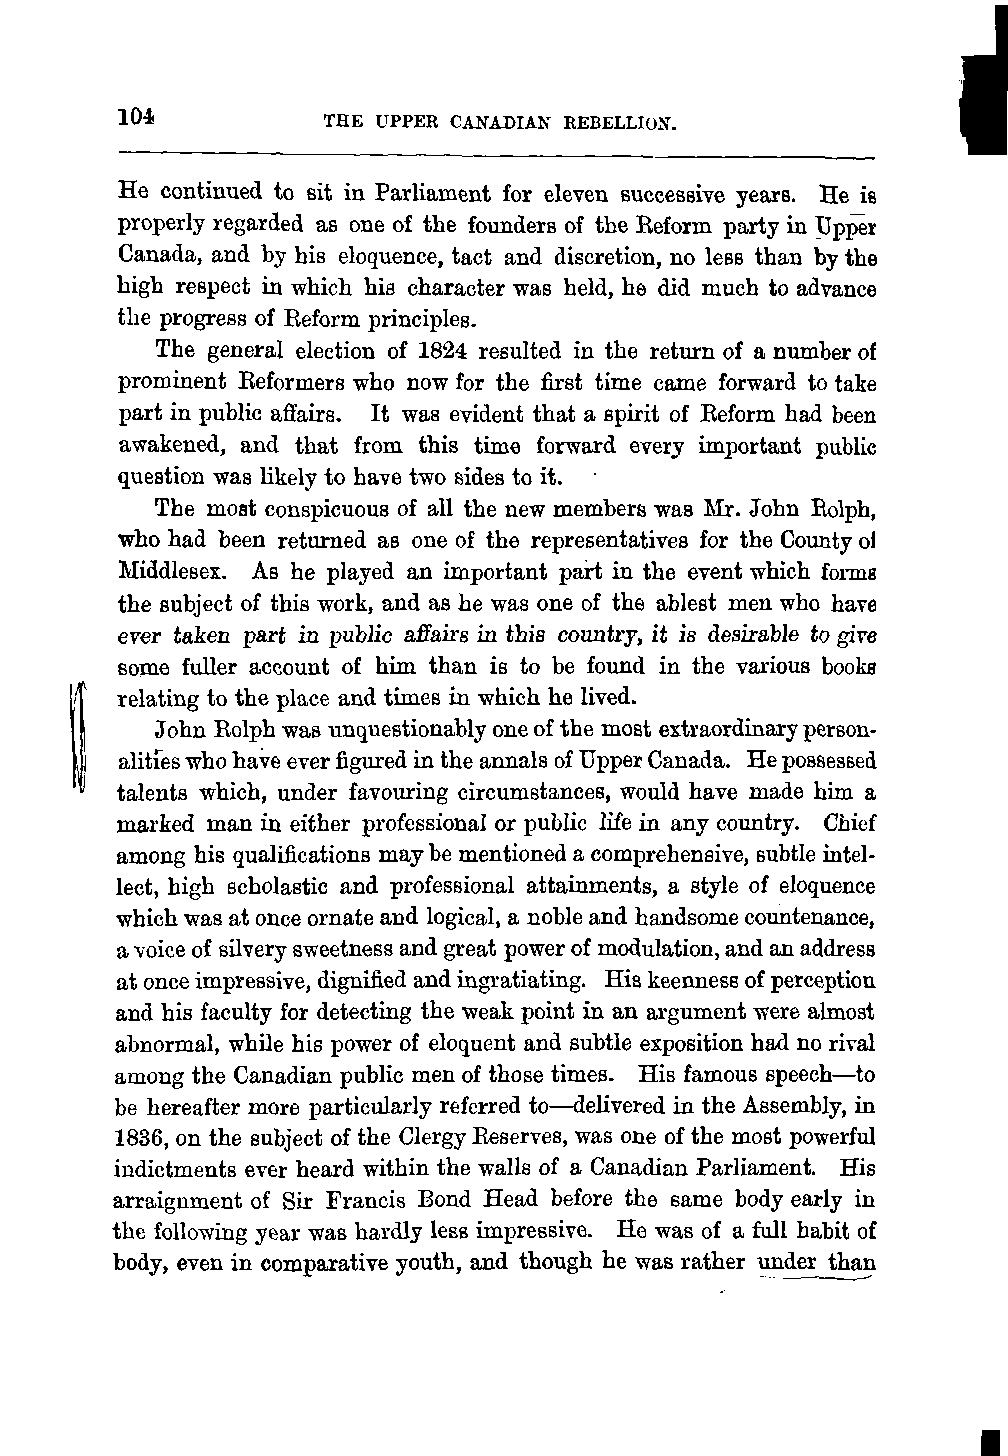 104 THE UPPER CANADIAN REBELLION.
He continued to sit in Parliament for eleven successive years. He is
properly regarded as one of the founders of the Reform party in Upper
Canada, and by his eloquence, tact and discretion, no less than by the
high respect in which his character was held, he did much to advance
the progress of Reform principles.
The general election of 1824 resulted in the return of a number of
prominent Reformers who now for the first time came forward to take
part in public affairs. It was evident that a spirit of Reform had been
awakened, and that from this time forward every important public
question was likely to have two sides to it.
The most conspicuous of all the new members was Mr. John Rolph,
who had been returned as one of the representatives for the County of
Middlesex. As he played an important part in the event which forms
the subject of this work, and as he was one of the ablest men who have
ever taken part in public affairs in this country, it is desirable to give
some fuller account of him than is to be found in the various books
relating to the place and times in which he lived.
John Rolph was unquestionably one of the most extraordinary person-
alities who have ever figured in the annals of Upper Canada. He possessed
talents which, under favouring circumstances, would have made him a
marked man in either professional or public life in any country. Chief
among his qualifications may be mentioned a comprehensive, subtle intel-
lect, high scholastic and professional attainments, a style of eloquence
which was at once ornate and logical, a noble and handsome countenance,
a voice of silvery sweetness and great power of modulation, and an address
at once impressive, dignified and ingratiating. His keenness of perception
and his faculty for detecting the weak point in an argument were almost
abnormal, while his power of eloquent and subtle exposition had no rival
among the Canadian public men of those times. His famous speech—to
be hereafter more particularly referred to—delivered in the Assembly, in
1836, on the subject of the Clergy Reserves, was one of the most powerful
indictments ever heard within the walls of a Canadian Parliament. His
arraignment of Sir Francis Bond Head before the same body early in
the following year was hardly less impressive. He was of a full habit of
body, even in comparative youth, and though he was rather under than